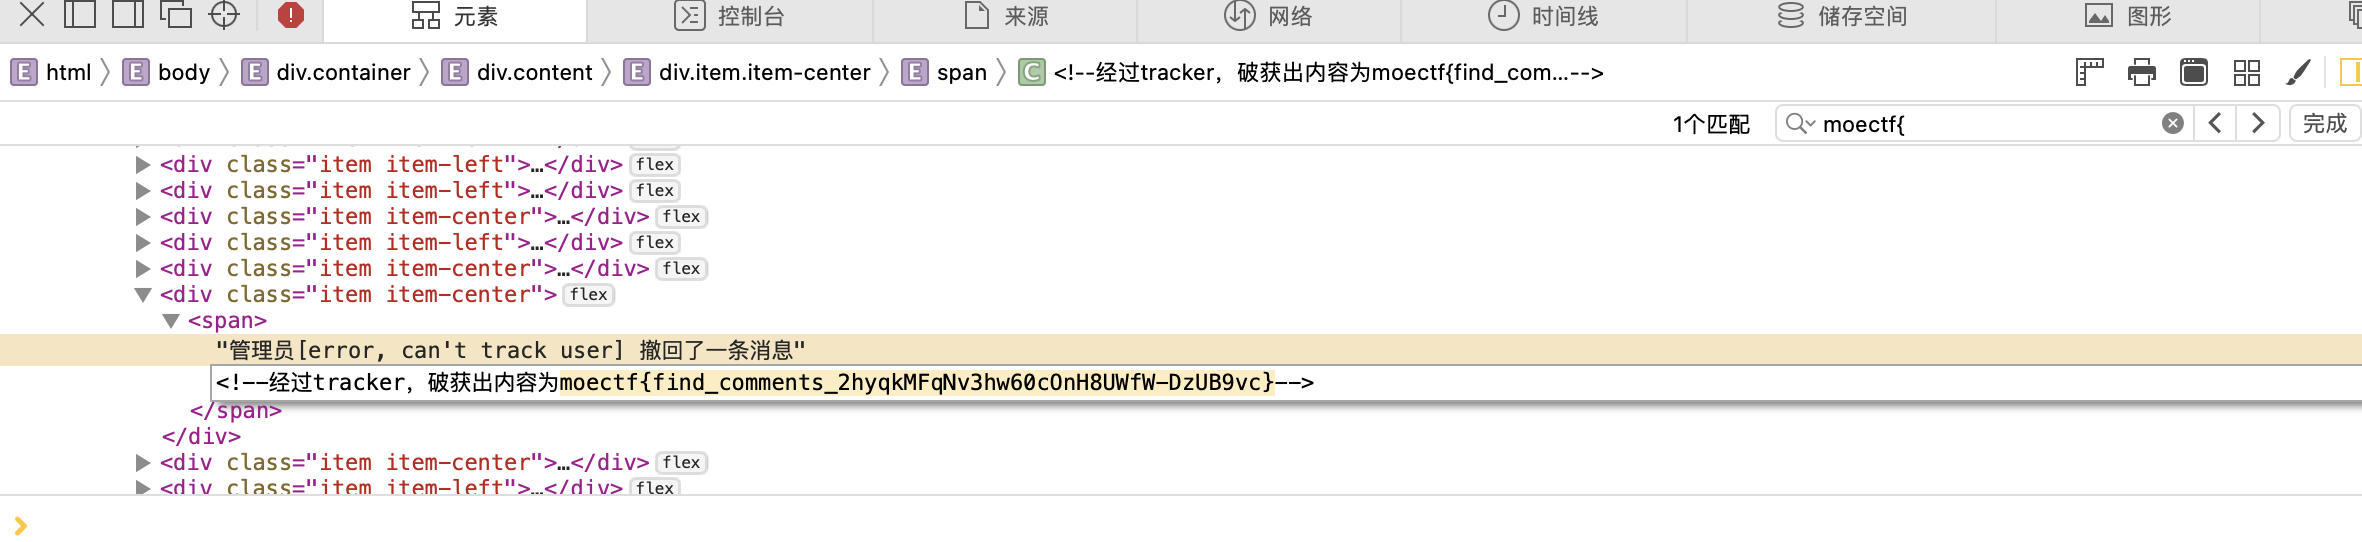 元素 控制台 来源 网络 时间线 储存空间 图形
E html E body E div.container E div.content E div.item.item-center E span C <!--经过tracker，破获出内容为moectf{find_com...-->
1个匹配 moectf{ 完成
<div class="item item-left">…</div> flex
<div class="item item-left">…</div> flex
<div class="item item-center">…</div> flex
<div class="item item-left">…</div> flex
<div class="item item-center">…</div> flex
<div class="item item-center"> flex
<span>
"管理员[error, can't track user] 撤回了一条消息"
<!--经过tracker，破获出内容为moectf{find_comments_2hyqkMFqNv3hw60cOnH8UWfW-DzUB9vc}-->
</span>
</div>
<div class="item item-center">…</div> flex
<div class="item item-left">…</div> flex